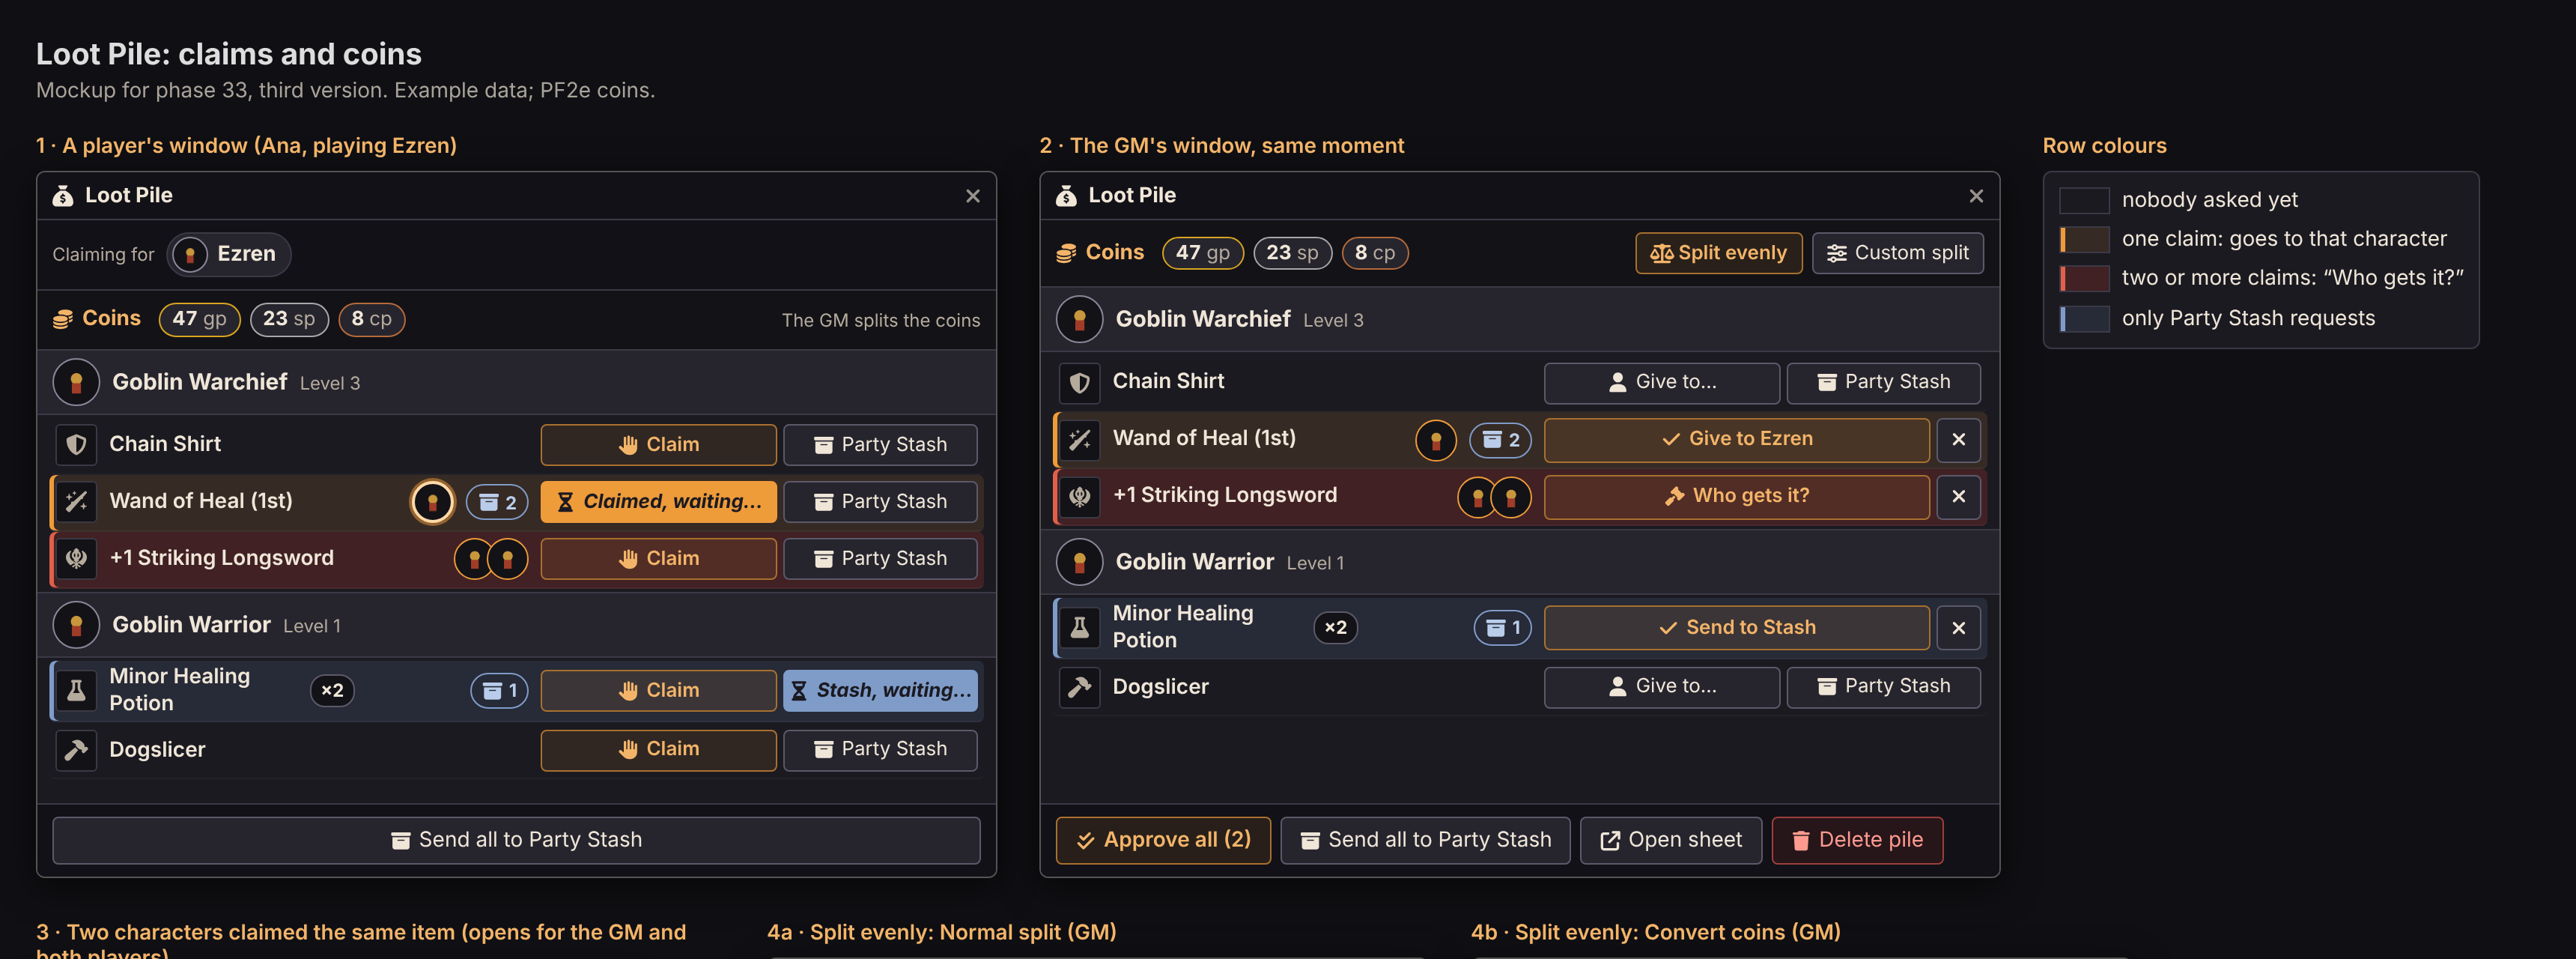 Loot Pile: claims and coins
Mockup for phase 33, third version. Example data; PF2e coins.
1 · A player's window (Ana, playing Ezren)
Loot Pile
Claiming for Ezren
Coins 47 gp 23 sp 8 cp The GM splits the coins
Goblin Warchief Level 3
Chain Shirt Claim Party Stash
Wand of Heal (1st) 2 Claimed, waiting... Party Stash
+1 Striking Longsword Claim Party Stash
Goblin Warrior Level 1
Minor Healing
Potion ×2 1 Claim Stash, waiting...
Dogslicer Claim Party Stash
Send all to Party Stash
2 · The GM's window, same moment
Loot Pile
Coins 47 gp 23 sp 8 cp Split evenly Custom split
Goblin Warchief Level 3
Chain Shirt Give to... Party Stash
Wand of Heal (1st) 2 Give to Ezren
+1 Striking Longsword Who gets it?
Goblin Warrior Level 1
Minor Healing
Potion ×2 1 Send to Stash
Dogslicer Give to... Party Stash
Approve all (2) Send all to Party Stash Open sheet Delete pile
Row colours
nobody asked yet
one claim: goes to that character
two or more claims: “Who gets it?”
only Party Stash requests
3 · Two characters claimed the same item (opens for the GM and
both players)
4a · Split evenly: Normal split (GM)
4b · Split evenly: Convert coins (GM)